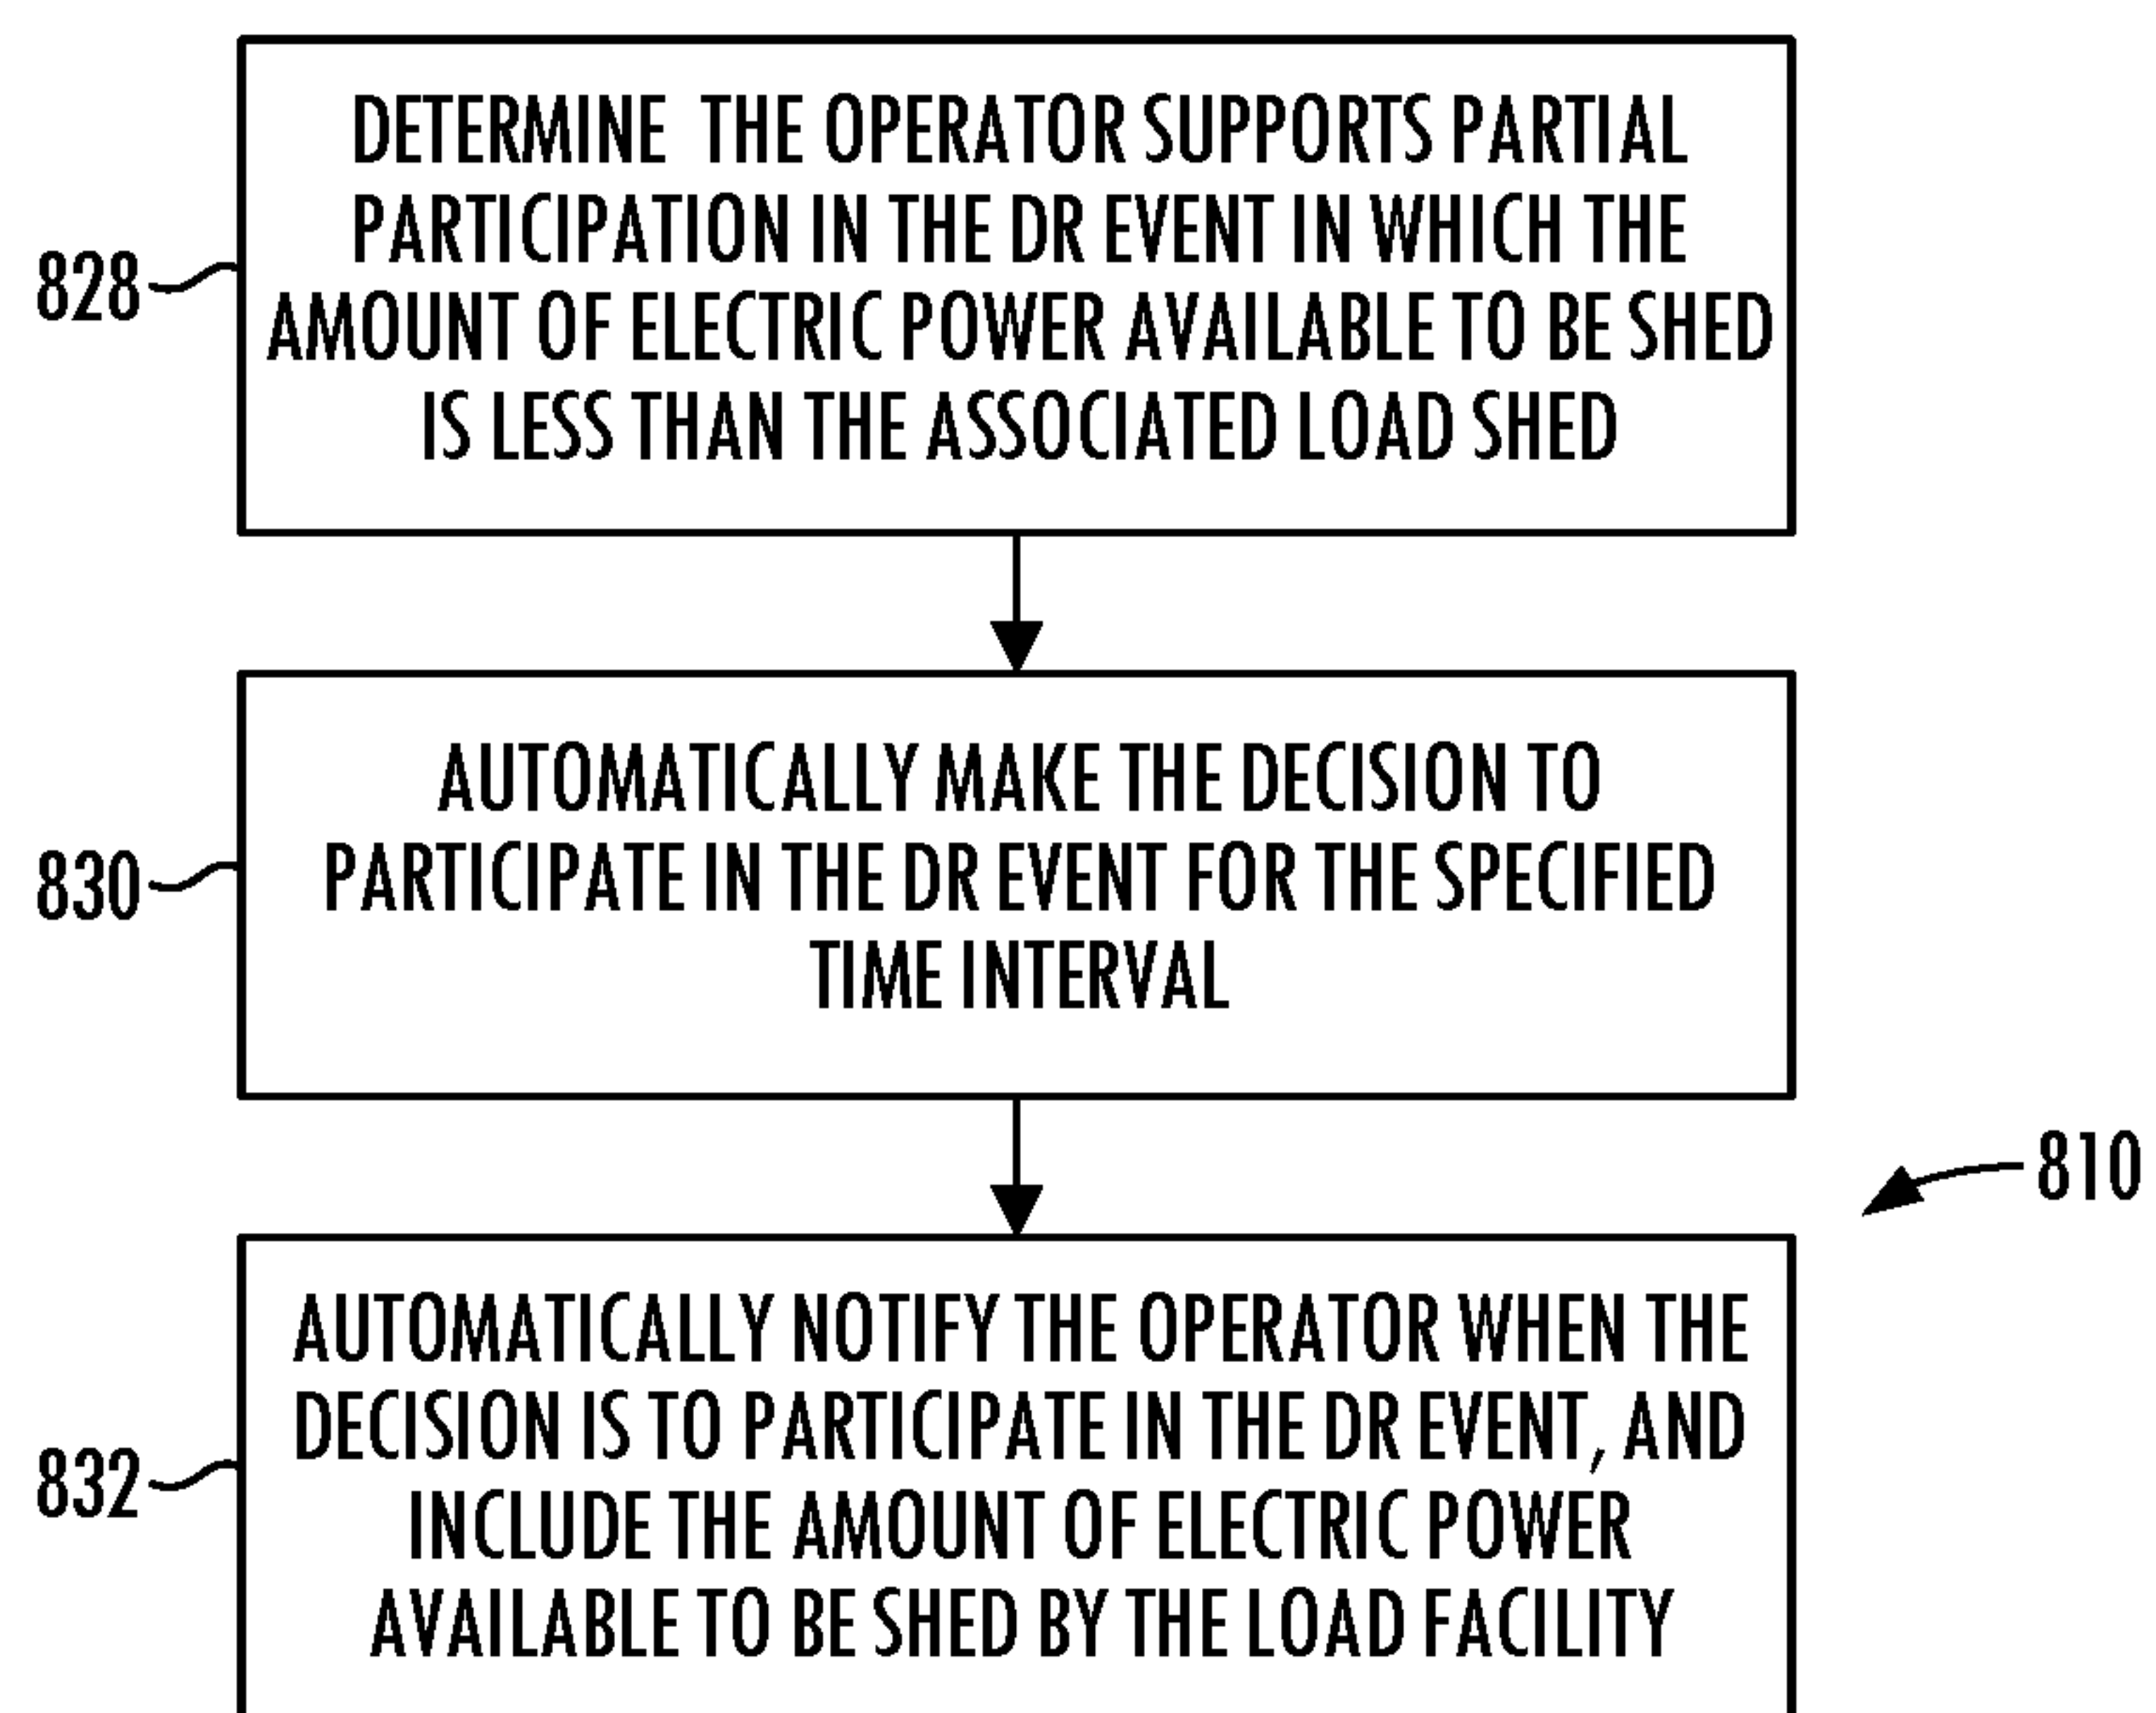 DETERMINE THE OPERATOR SUPPORTS PARTIAL
PARTICIPATION IN THE DR EVENT IN WHICH THE
AMOUNT OF ELECTRIC POWER AVAILABLE TO BE SHED
IS LESS THAN THE ASSOCIATED LOAD SHED
828
AUTOMATICALLY MAKE THE DECISION TO
PARTICIPATE IN THE DR EVENT FOR THE SPECIFIED
TIME INTERVAL
830
810
AUTOMATICALLY NOTIFY THE OPERATOR WHEN THE
DECISION IS TO PARTICIPATE IN THE DR EVENT, AND
INCLUDE THE AMOUNT OF ELECTRIC POWER
AVAILABLE TO BE SHED BY THE LOAD FACILITY
832